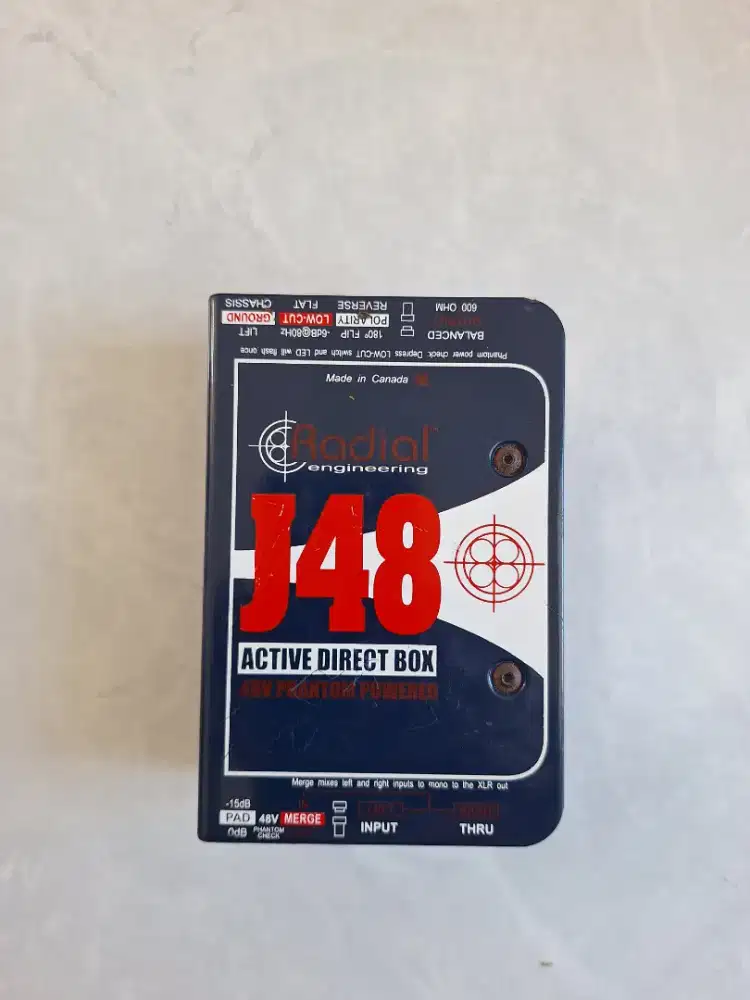 CHASSIS FLAT REVERSE 600 OHM
GROUND LOW-CUT POLARITY OUTPUT
LIFT -6dB@80Hz 180° FLIP BALANCED
Phantom power check Depress LOW-CUT switch and LED will flash once
Made in Canada
Radial™
engineering
J48
ACTIVE DIRECT BOX
48V PHANTOM POWERED
Merge mixes left and right inputs to mono to the XLR out
-15dB
PAD 48V MERGE
0dB PHANTOM CHECK
INPUT THRU